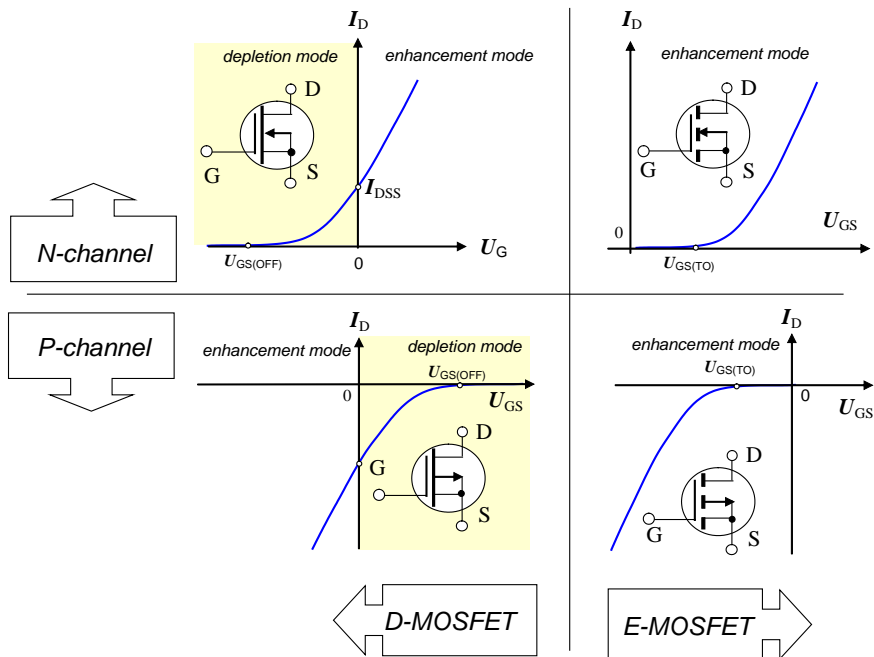 I_D
I_D
depletion mode
enhancement mode
enhancement mode
D
D
G
S
G
S
I_DSS
N-channel
U_GS(OFF)
0
U_G
0
U_GS(TO)
U_GS
P-channel
I_D
I_D
enhancement mode
depletion mode
enhancement mode
U_GS(OFF)
U_GS(TO)
0
U_GS
0
U_GS
D
G
S
D
G
S
D-MOSFET
E-MOSFET